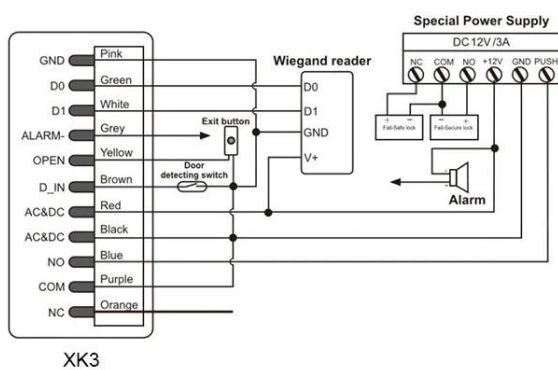 Special Power Supply
DC 12V /3A
NC COM NO +12V GND PUSH
+ - - +
Fail-Safe lock Fail-Secure lock
+
-
Alarm
Wiegand reader
D0
D1
GND
V+
Exit button
Door
detecting switch
GND Pink
D0 Green
D1 White
ALARM- Grey
OPEN Yellow
D_IN Brown
AC&DC Red
AC&DC Black
NO Blue
COM Purple
NC Orange
XK3